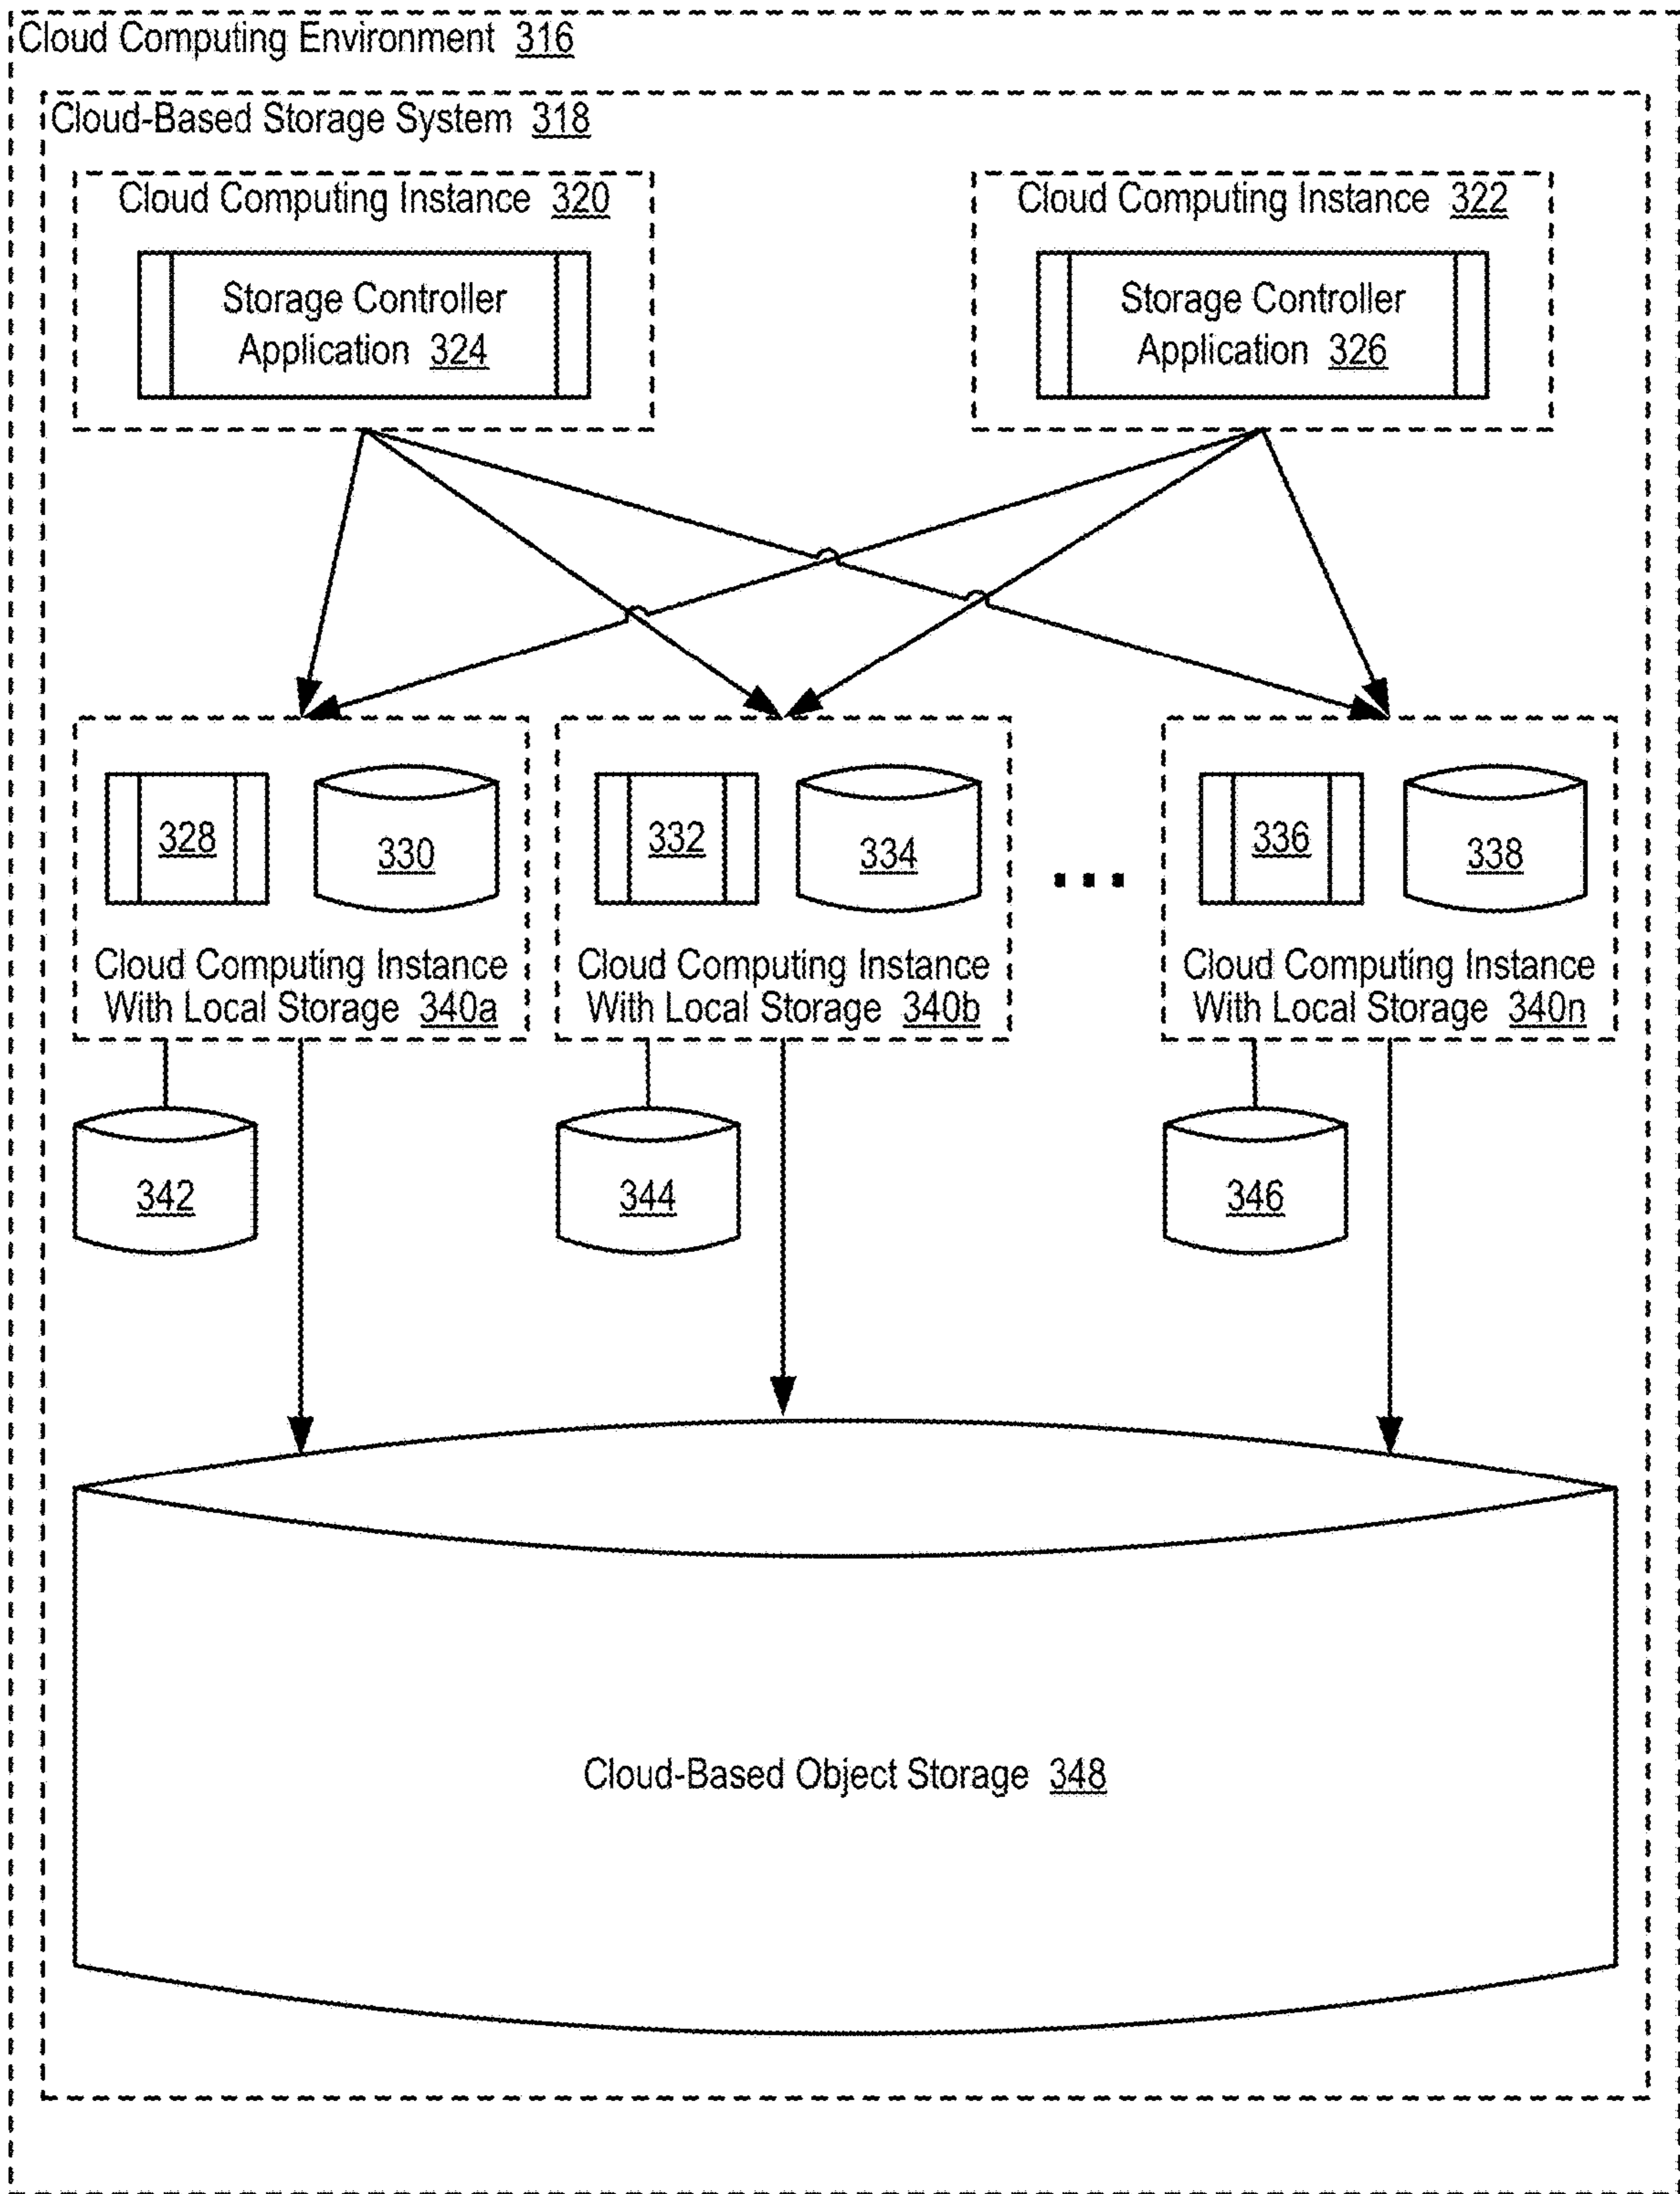 Cloud Computing Environment 316
Cloud-Based Storage System 318
Cloud Computing Instance 320
Storage Controller
Application 324
Cloud Computing Instance 322
Storage Controller
Application 326
328
330
Cloud Computing Instance
With Local Storage 340a
332
334
Cloud Computing Instance
With Local Storage 340b
...
336
338
Cloud Computing Instance
With Local Storage 340n
342
344
346
Cloud-Based Object Storage 348